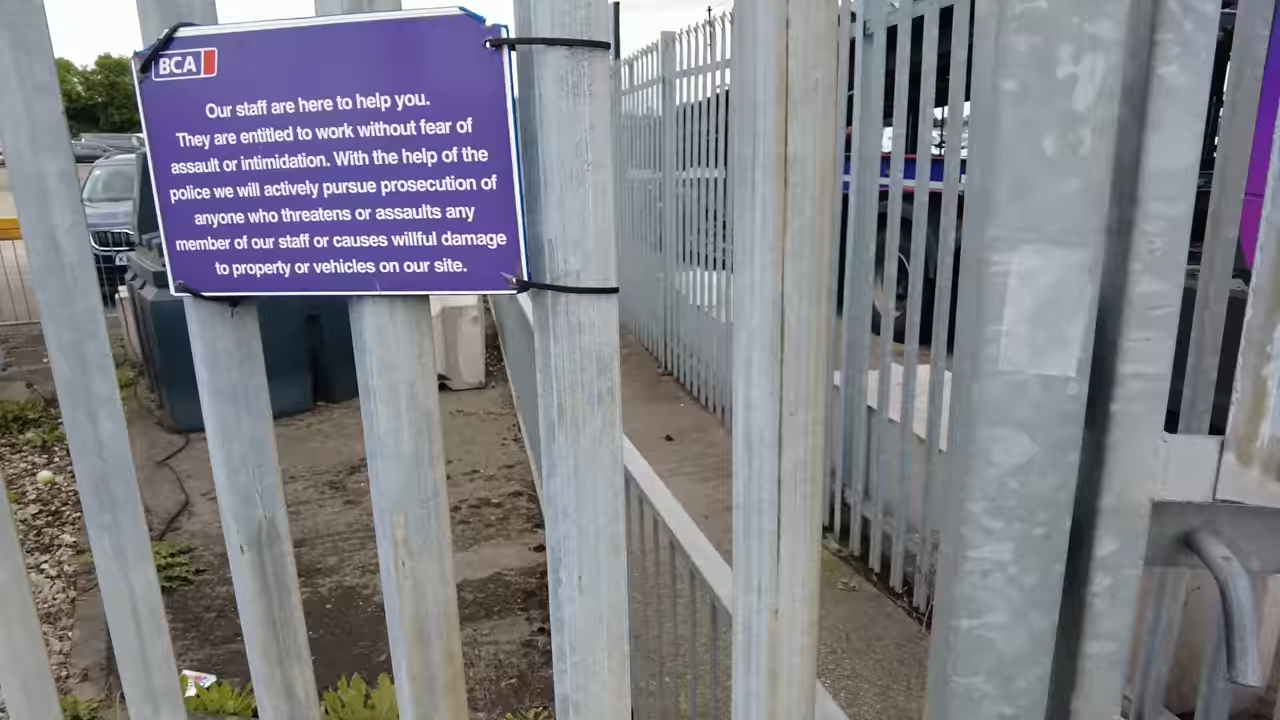 BCA
Our staff are here to help you.
They are entitled to work without fear of
assault or intimidation. With the help of the
police we will actively pursue prosecution of
anyone who threatens or assaults any
member of our staff or causes willful damage
to property or vehicles on our site.